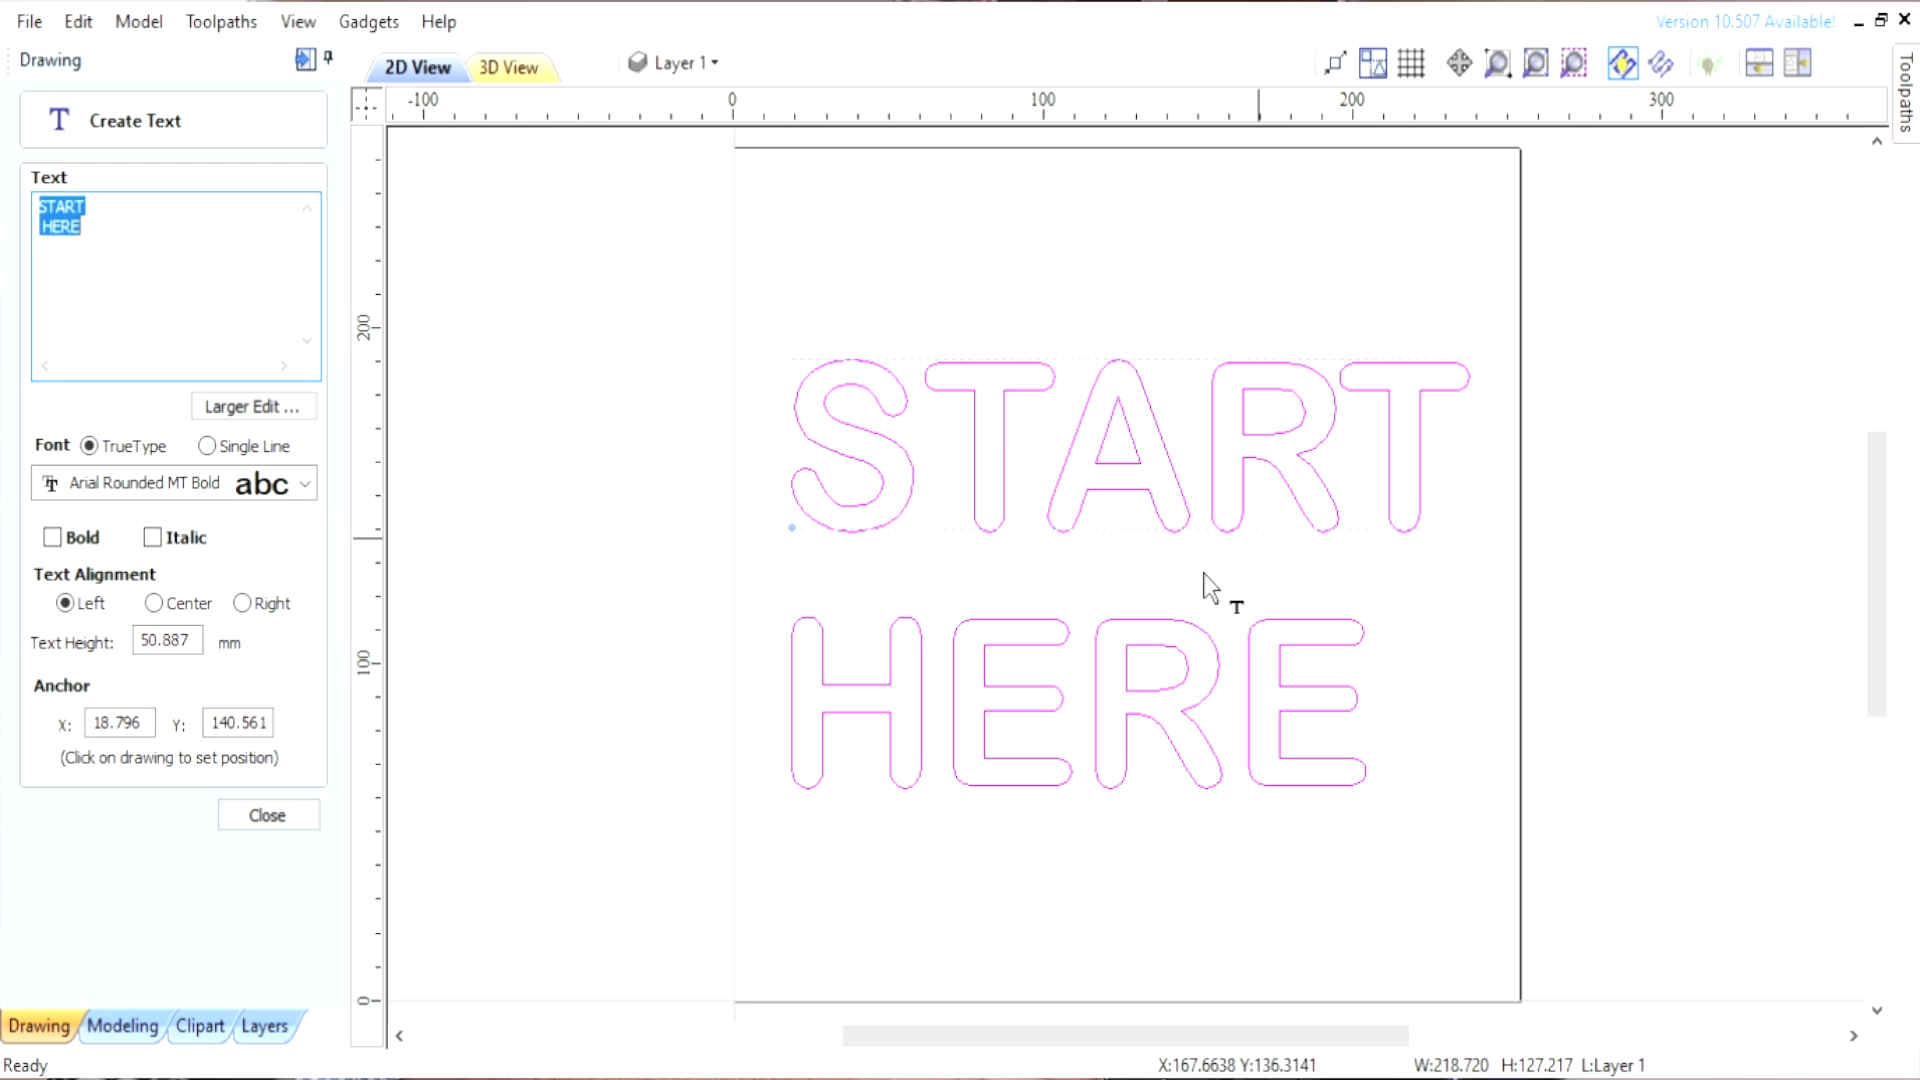 File Edit Model Toolpaths View Gadgets Help
Version 10.507 Available!
Drawing
2D View 3D View
Layer 1
Toolpaths
T Create Text
-100 0 100 200 300
Text
START
HERE
Larger Edit ...
Font TrueType Single Line
Arial Rounded MT Bold abc
Bold Italic
Text Alignment
Left Center Right
Text Height: 50.887 mm
Anchor
X: 18.796 Y: 140.561
(Click on drawing to set position)
Close
200
100
0
START
T
HERE
Drawing Modeling Clipart Layers
Ready
X:167.6638 Y:136.3141
W:218.720 H:127.217 L:Layer 1